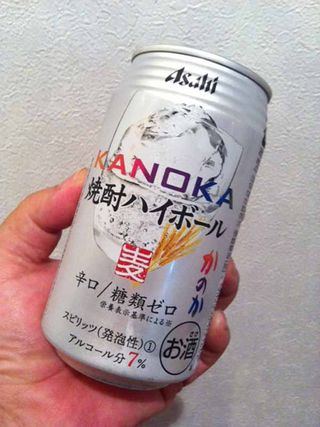 Asahi
KANOKA
焼酎ハイボール
かのか
麦
辛口/糖類ゼロ
栄養表示基準による※
スピリッツ(発泡性)①
アルコール分7%
お酒